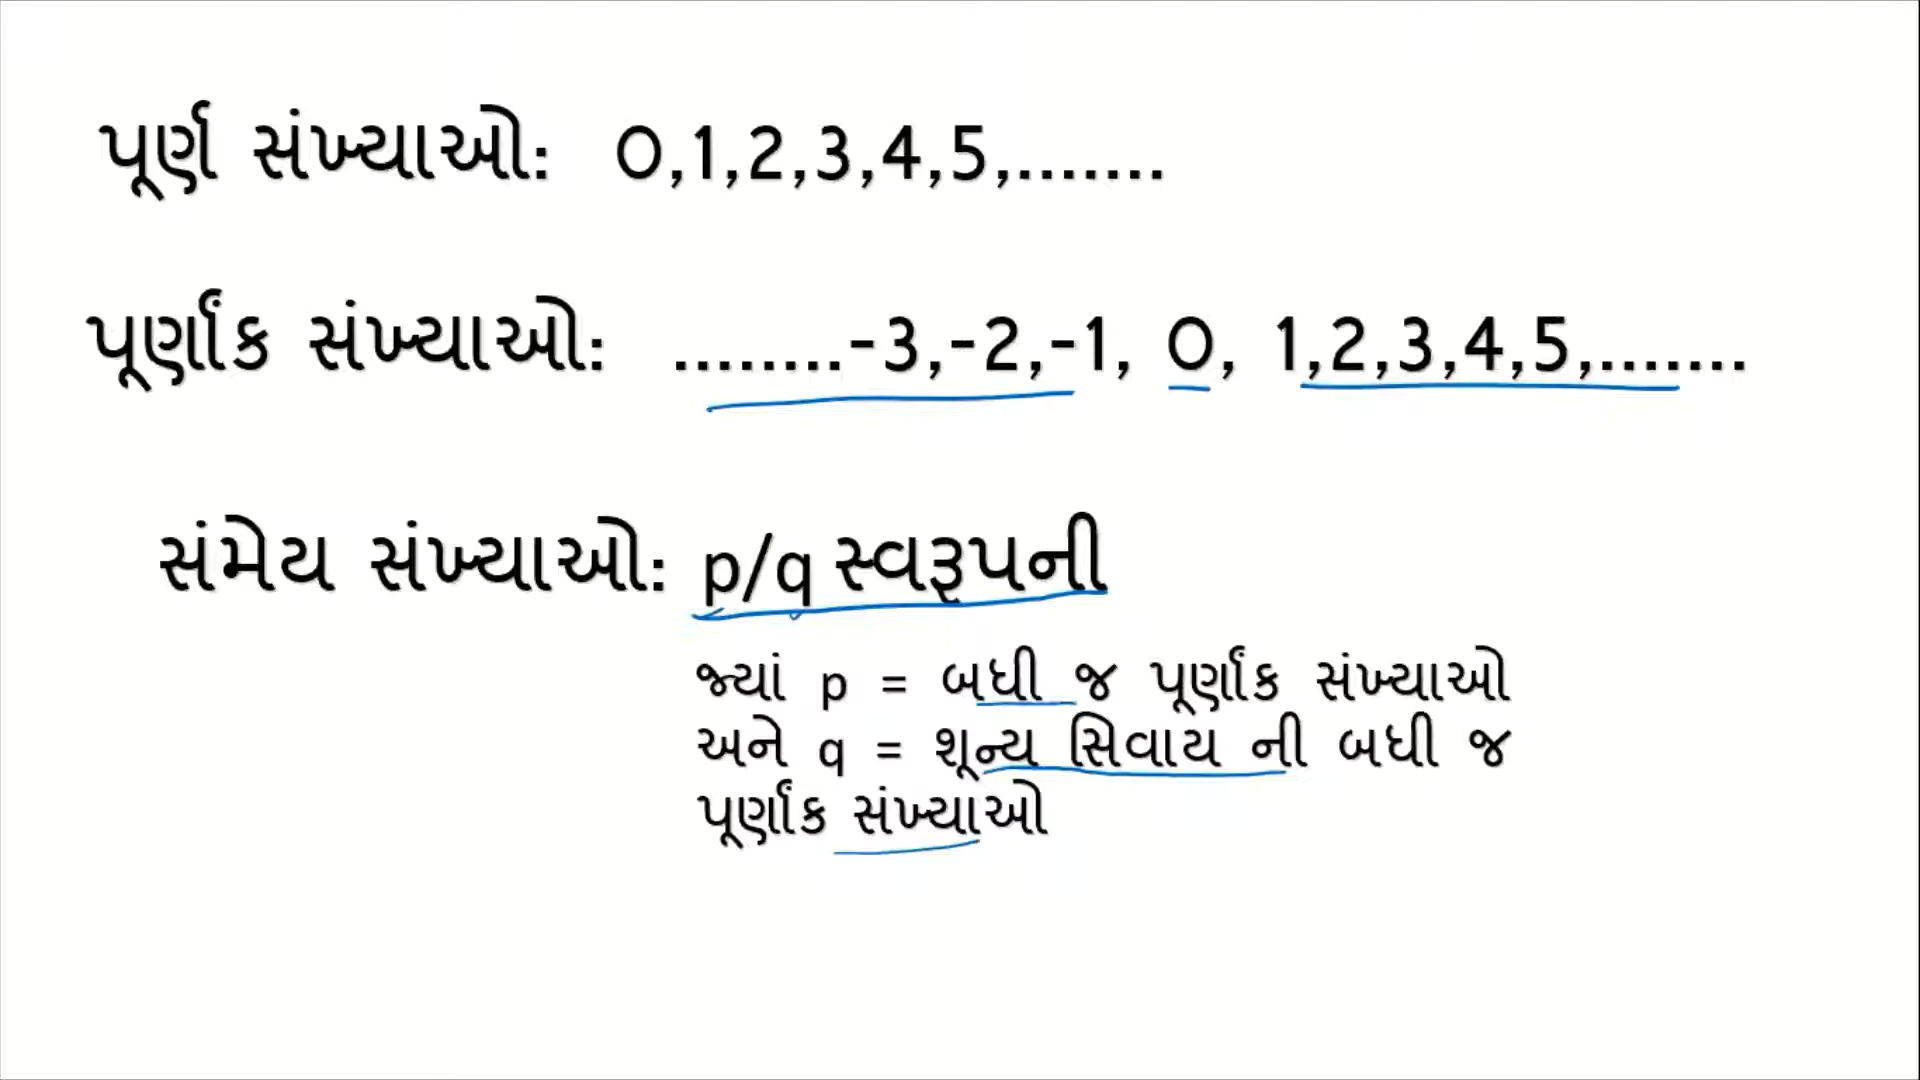 પૂર્ણ સંખ્યાઓ: 0,1,2,3,4,5,.......
પૂર્ણાંક સંખ્યાઓ: ........-3,-2,-1, 0, 1,2,3,4,5,.......
સંમેય સંખ્યાઓ: p/q સ્વરૂપની
જ્યાં p = બધી જ પૂર્ણાંક સંખ્યાઓ
અને q = શૂન્ય સિવાય ની બધી જ
પૂર્ણાંક સંખ્યાઓ